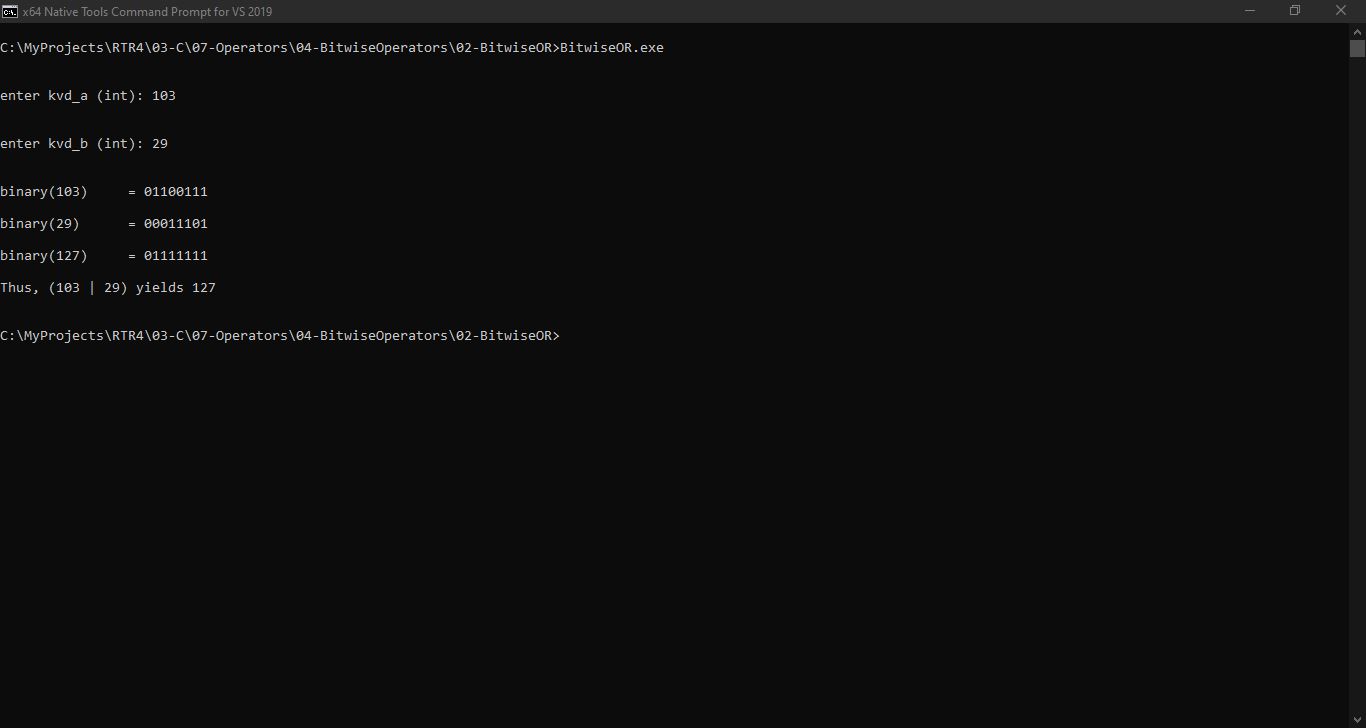 x64 Native Tools Command Prompt for VS 2019
C:\MyProjects\RTR4\03-C\07-Operators\04-BitwiseOperators\02-BitwiseOR>BitwiseOR.exe
enter kvd_a (int): 103
enter kvd_b (int): 29
binary(103)     = 01100111
binary(29)      = 00011101
binary(127)     = 01111111
Thus, (103 | 29) yields 127
C:\MyProjects\RTR4\03-C\07-Operators\04-BitwiseOperators\02-BitwiseOR>